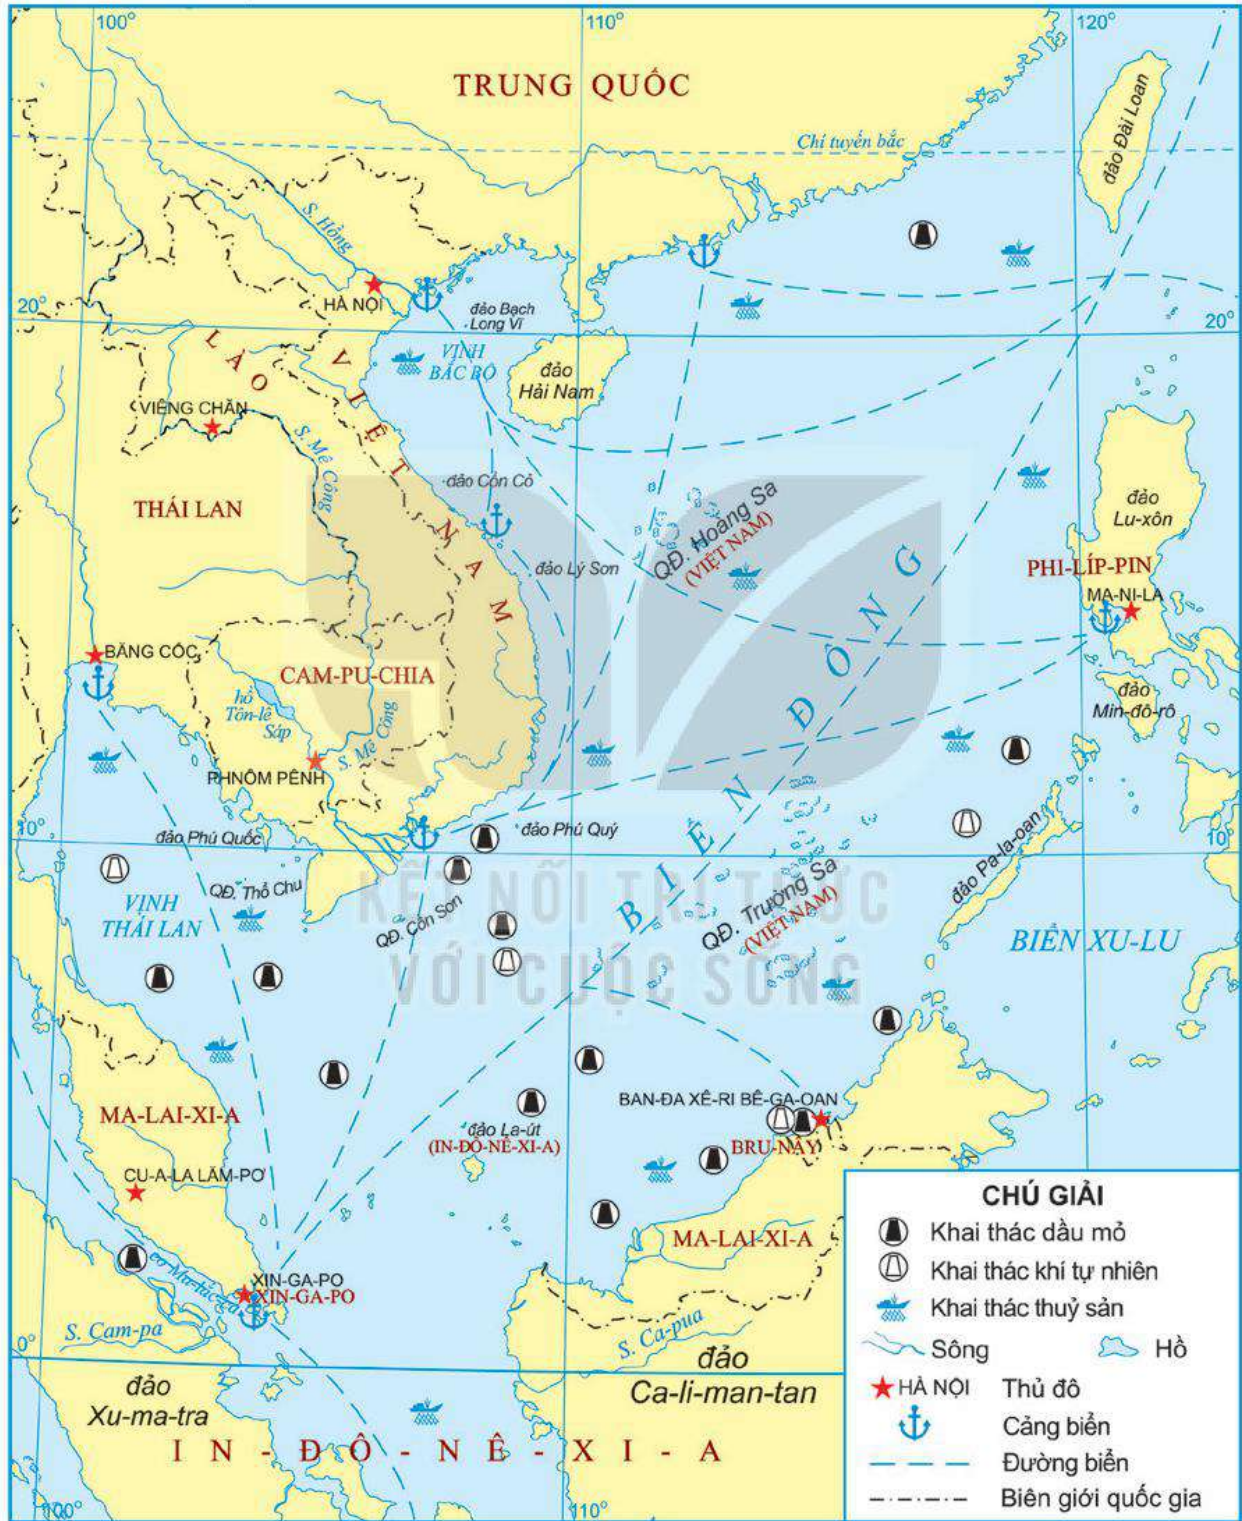 100°
110°
120°
TRUNG QUỐC
Chí tuyến bắc
đảo Đài Loan
S. Hồng
HÀ NỘI
đảo Bạch
Long Vĩ
20°
20°
LÀO
VIỆT NAM
VỊNH
BẮC BỘ
đảo
Hải Nam
VIÊNG CHĂN
S. Mê Công
đảo Cồn Cỏ
THÁI LAN
QĐ. Hoàng Sa
(VIỆT NAM)
đảo
Lu-xôn
đảo Lý Sơn
PHI-LÍP-PIN
MA-NI-LA
BĂNG CỐC
CAM-PU-CHIA
hồ
Tôn-lê
Sáp
S. Mê Công
PHNÔM PÊNH
BIỂN ĐÔNG
đảo
Min-đô-rô
đảo Phú Quốc
đảo Phú Quý
10°
10°
đảo Pa-la-oan
QĐ. Thổ Chu
VỊNH
THÁI LAN
QĐ. Côn Sơn
KẾT NỐI TRI THỨC
VỚI CUỘC SỐNG
QĐ. Trường Sa
(VIỆT NAM)
BIỂN XU-LU
MA-LAI-XI-A
BAN-ĐA XÊ-RI BÊ-GA-OAN
đảo La-út
(IN-ĐÔ-NÊ-XI-A)
BRU-NÂY
CU-A-LA LĂM-PƠ
MA-LAI-XI-A
eo Ma-lắc-ca
XIN-GA-PO
XIN-GA-PO
S. Cam-pa
S. Ca-pua
0°
đảo
Xu-ma-tra
đảo
Ca-li-man-tan
IN-ĐÔ-NÊ-XI-A
100°
110°
CHÚ GIẢI
Khai thác dầu mỏ
Khai thác khí tự nhiên
Khai thác thuỷ sản
Sông
Hồ
HÀ NỘI
Thủ đô
Cảng biển
Đường biển
Biên giới quốc gia